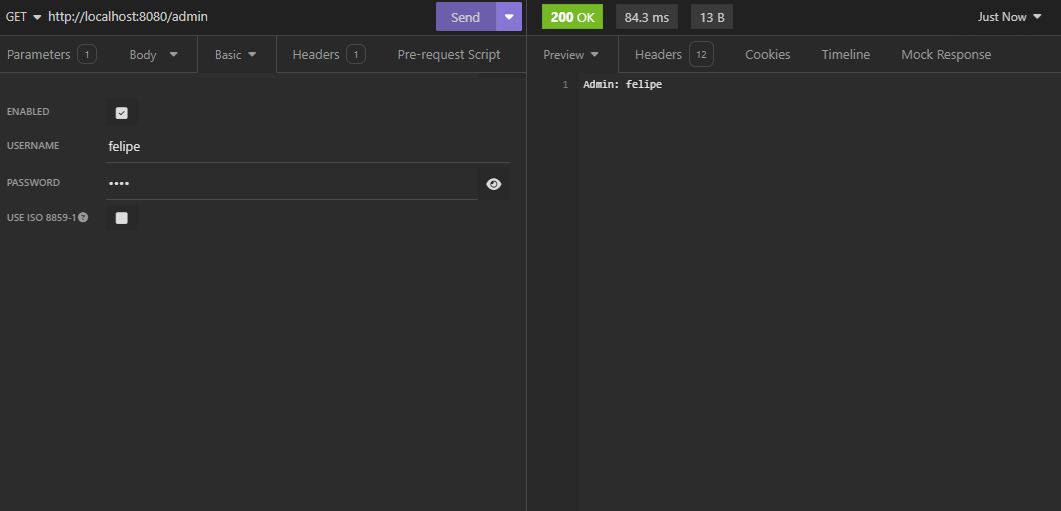 GET http://localhost:8080/admin Send 200 OK 84.3 ms 13 B Just Now
Parameters 1 Body Basic Headers 1 Pre-request Script Preview Headers 12 Cookies Timeline Mock Response
1 Admin: felipe
ENABLED
USERNAME felipe
PASSWORD ••••
USE ISO 8859-1 ?